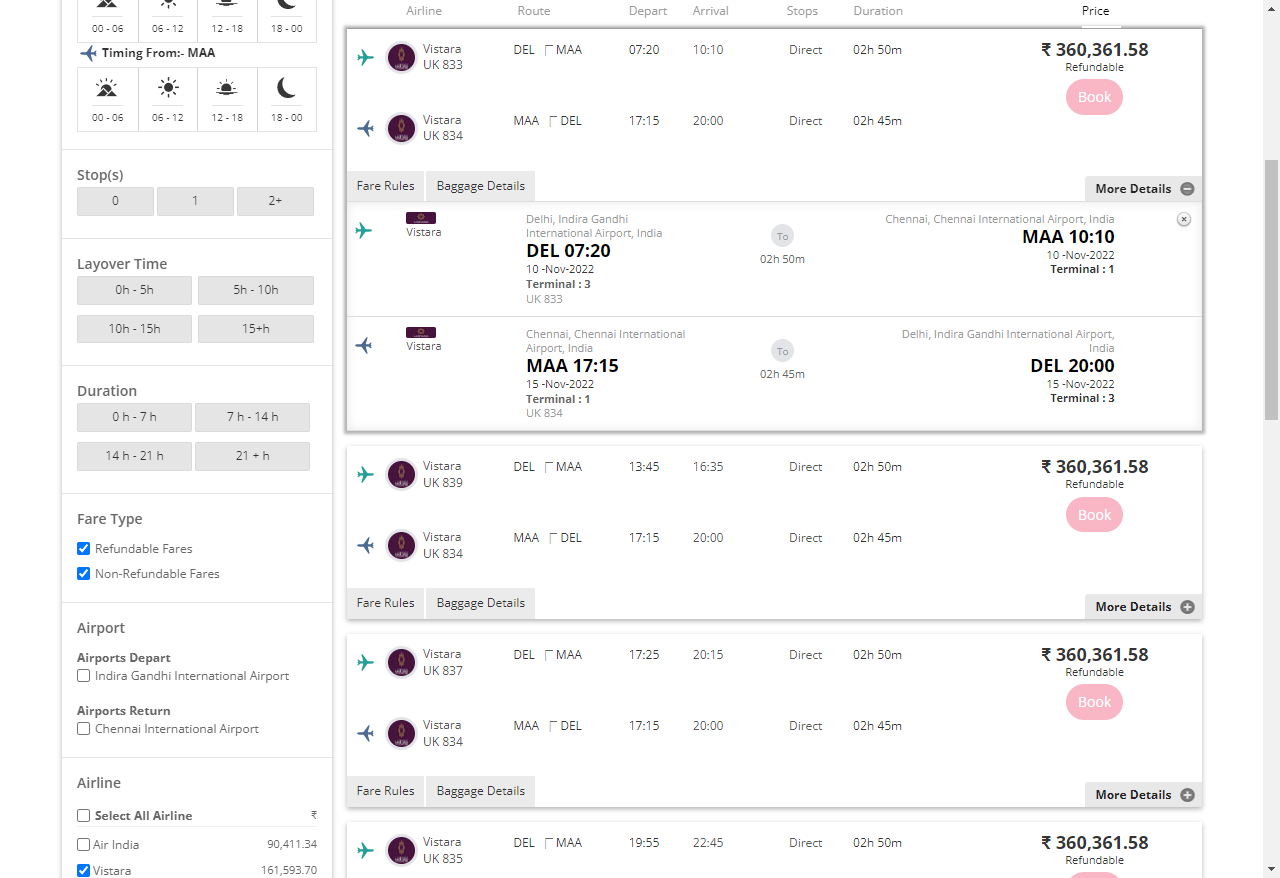 00 - 06 06 - 12 12 - 18 18 - 00
Timing From:- MAA
00 - 06 06 - 12 12 - 18 18 - 00
Stop(s)
0 1 2+
Layover Time
0h - 5h 5h - 10h
10h - 15h 15+h
Duration
0 h - 7 h 7 h - 14 h
14 h - 21 h 21 + h
Fare Type
Refundable Fares
Non-Refundable Fares
Airport
Airports Depart
Indira Gandhi International Airport
Airports Return
Chennai International Airport
Airline
Select All Airline ₹
Air India 90,411.34
Vistara 161,593.70
Airline Route Depart Arrival Stops Duration Price
Vistara DEL MAA 07:20 10:10 Direct 02h 50m ₹ 360,361.58
UK 833 Refundable
Book
Vistara MAA DEL 17:15 20:00 Direct 02h 45m
UK 834
Fare Rules Baggage Details More Details
Vistara
Delhi, Indira Gandhi
International Airport, India
DEL 07:20
10 -Nov-2022
Terminal : 3
UK 833
To
02h 50m
Chennai, Chennai International Airport, India
MAA 10:10
10 -Nov-2022
Terminal : 1
Vistara
Chennai, Chennai International
Airport, India
MAA 17:15
15 -Nov-2022
Terminal : 1
UK 834
To
02h 45m
Delhi, Indira Gandhi International Airport,
India
DEL 20:00
15 -Nov-2022
Terminal : 3
Vistara DEL MAA 13:45 16:35 Direct 02h 50m ₹ 360,361.58
UK 839 Refundable
Book
Vistara MAA DEL 17:15 20:00 Direct 02h 45m
UK 834
Fare Rules Baggage Details More Details
Vistara DEL MAA 17:25 20:15 Direct 02h 50m ₹ 360,361.58
UK 837 Refundable
Book
Vistara MAA DEL 17:15 20:00 Direct 02h 45m
UK 834
Fare Rules Baggage Details More Details
Vistara DEL MAA 19:55 22:45 Direct 02h 50m ₹ 360,361.58
UK 835 Refundable